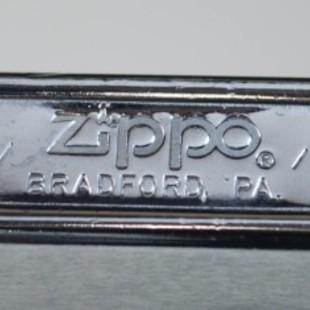 / Zippo® /
BRADFORD, PA.